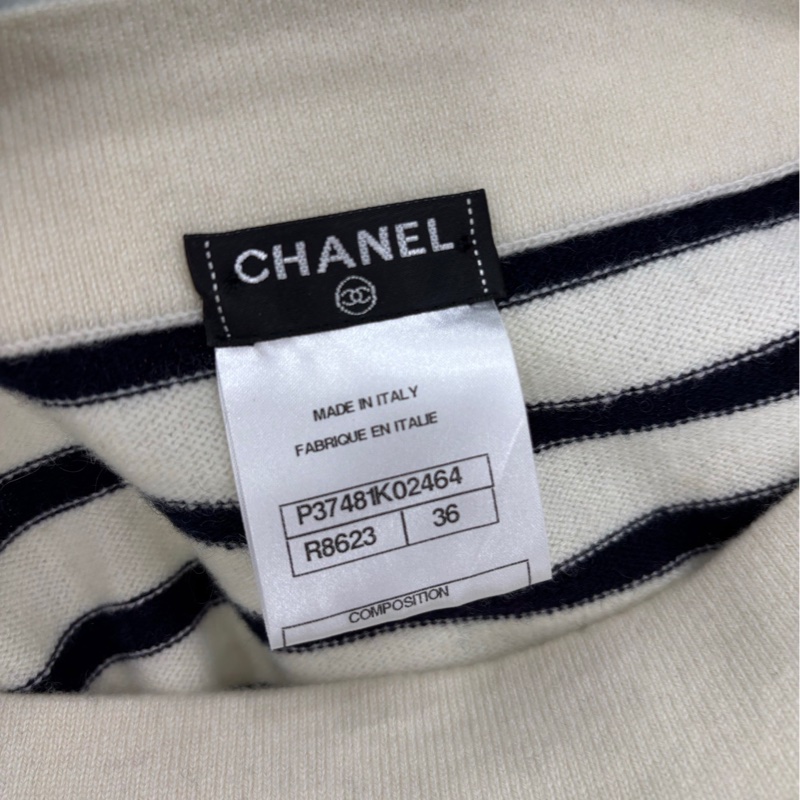 CHANEL
MADE IN ITALY
FABRIQUE EN ITALIE
P37481K02464
R8623 36
COMPOSITION